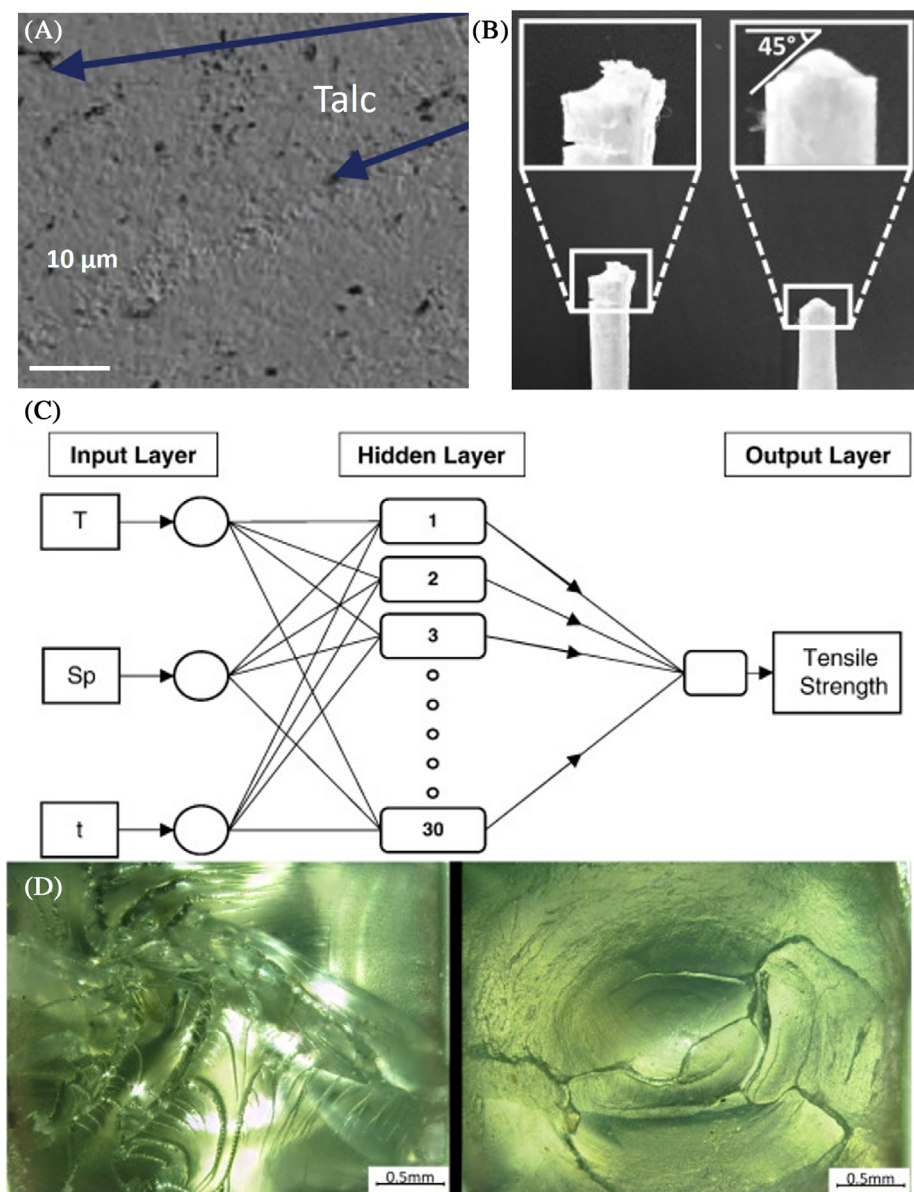 (A)
Talc
10 µm
(B)
45°
(C)
Input Layer
Hidden Layer
Output Layer
T
1
2
3
Sp
Tensile
Strength
t
30
(D)
0.5mm
0.5mm